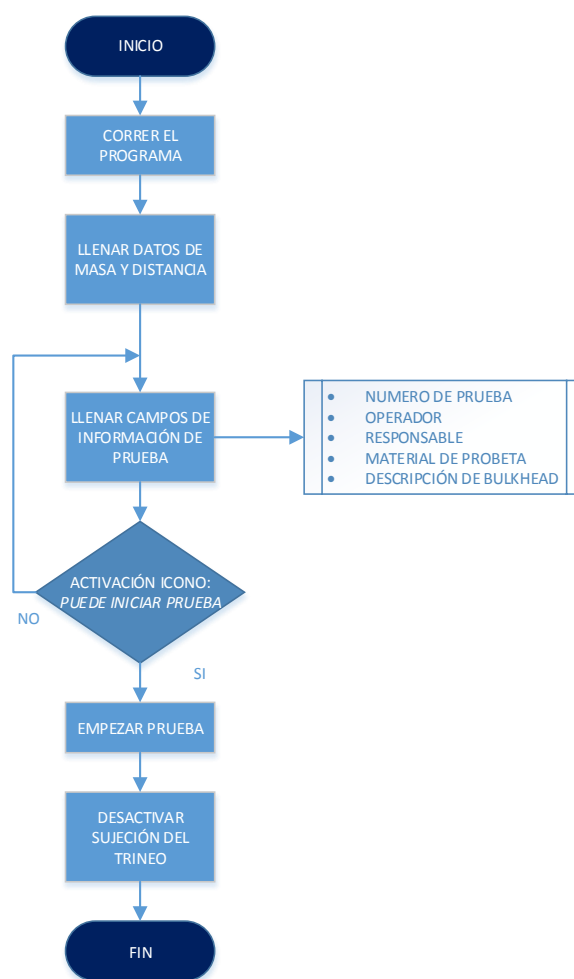 INICIO
CORRER EL
PROGRAMA
LLENAR DATOS DE
MASA Y DISTANCIA
LLENAR CAMPOS DE
INFORMACIÓN DE
PRUEBA
• NUMERO DE PRUEBA
• OPERADOR
• RESPONSABLE
• MATERIAL DE PROBETA
• DESCRIPCIÓN DE BULKHEAD
ACTIVACIÓN ICONO:
PUEDE INICIAR PRUEBA
NO
SI
EMPEZAR PRUEBA
DESACTIVAR
SUJECIÓN DEL
TRINEO
FIN